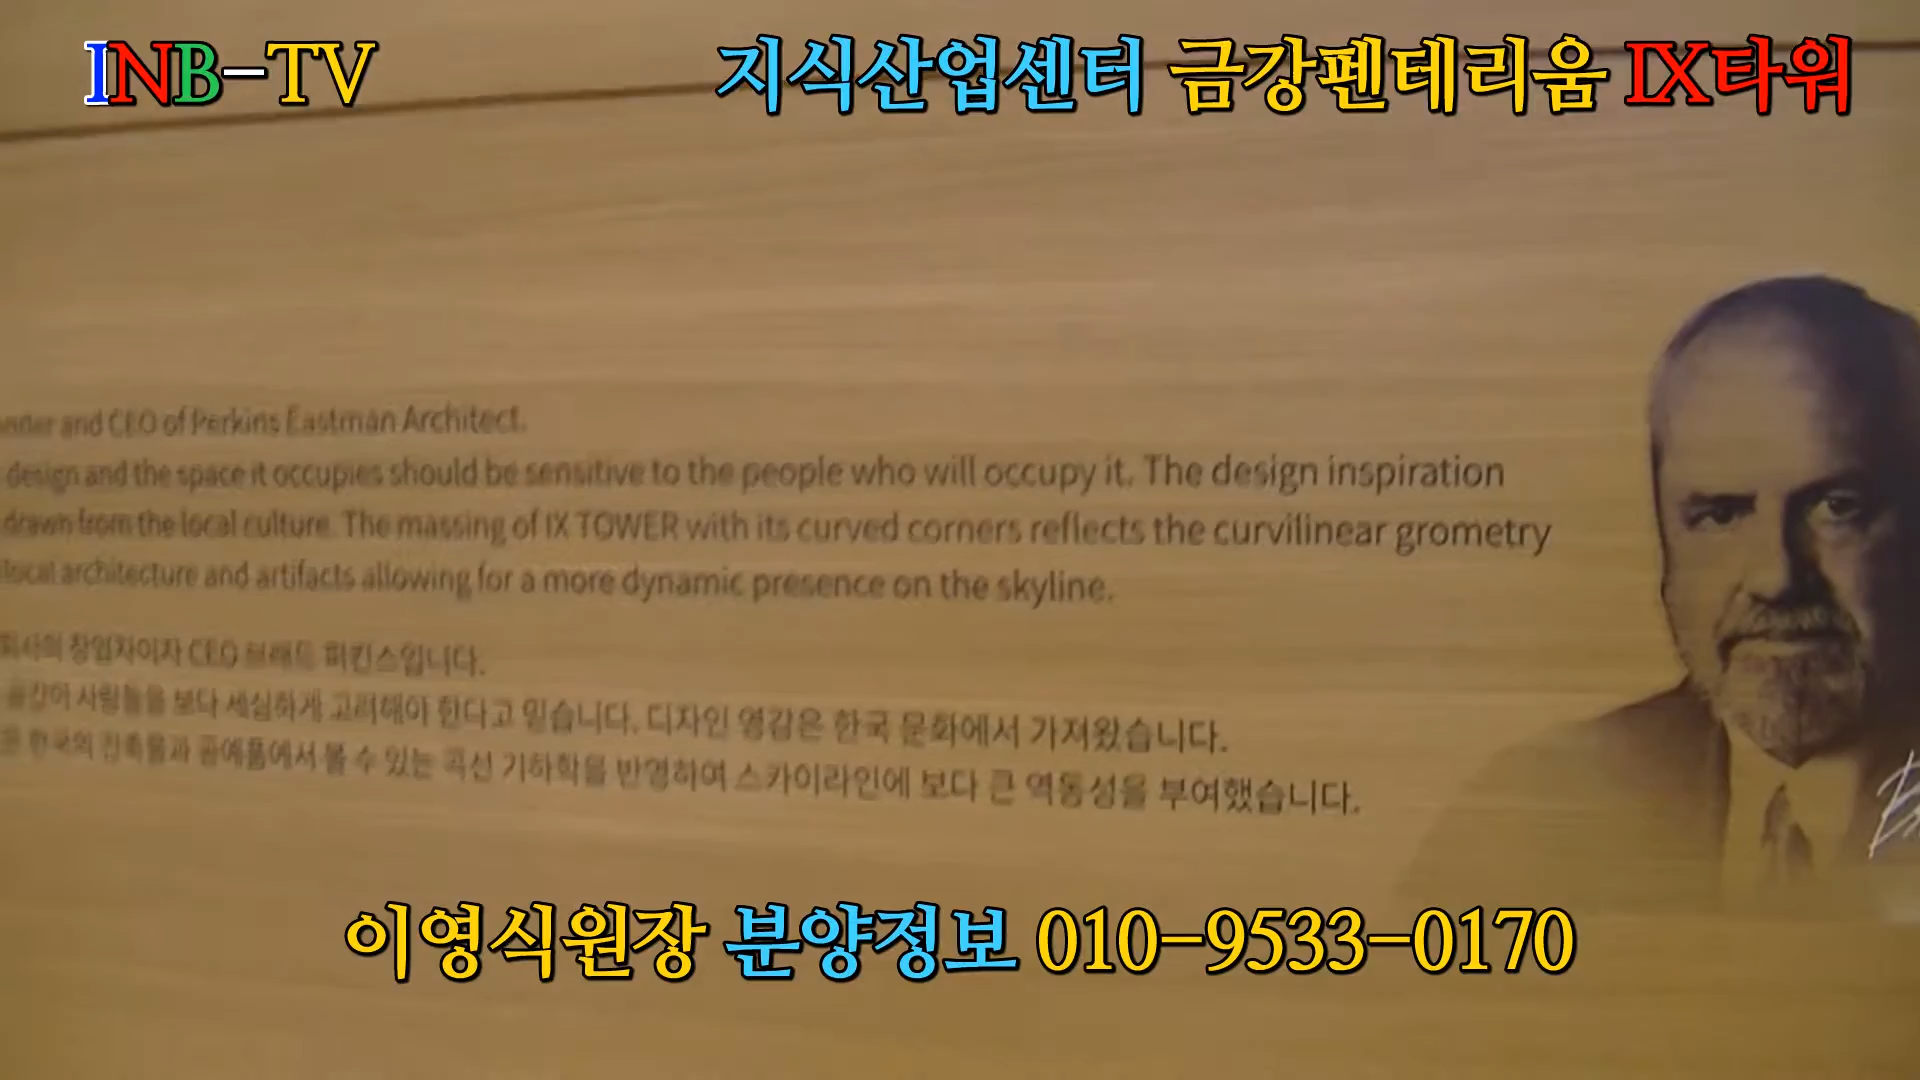 INB-TV
지식산업센터 금강펜테리움 IX타워
and CEO of Perkins Eastman Architect.
design and the space it occupies should be sensitive to the people who will occupy it. The design inspiration
drawn from the local culture. The massing of IX TOWER with its curved corners reflects the curvilinear grometry
local architecture and artifacts allowing for a more dynamic presence on the skyline.
창업자이자 CEO 브래드 퍼킨스입니다.
공간이 사람들을 보다 세심하게 고려해야 한다고 믿습니다. 디자인 영감은 한국 문화에서 가져왔습니다.
한국의 건축물과 공예품에서 볼 수 있는 곡선 기하학을 반영하여 스카이라인에 보다 큰 역동성을 부여했습니다.
이영식원장 분양정보 010-9533-0170